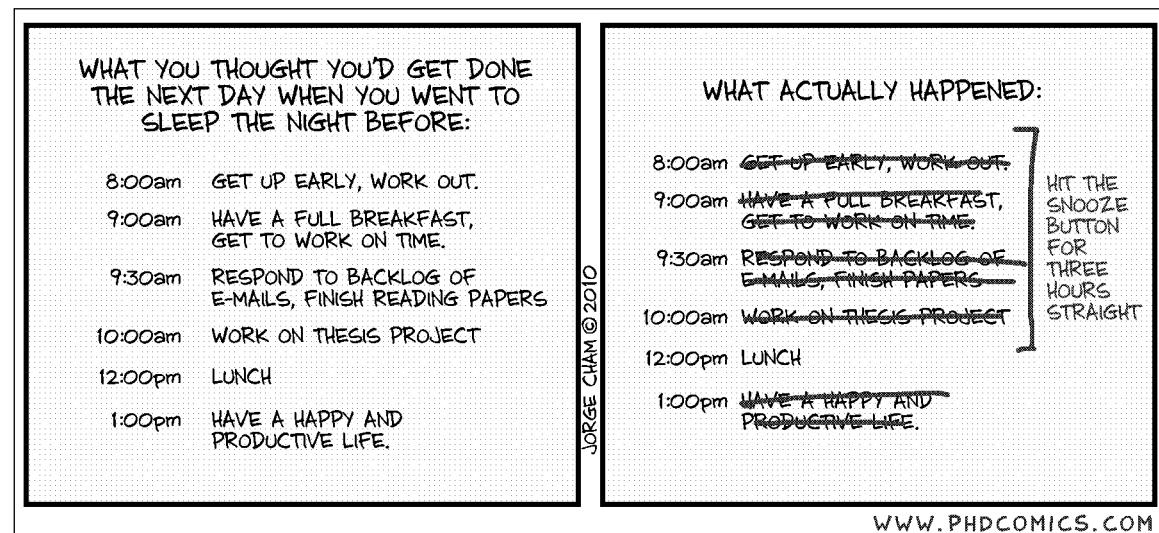 WHAT YOU THOUGHT YOU'D GET DONE
THE NEXT DAY WHEN YOU WENT TO
SLEEP THE NIGHT BEFORE:
8:00am GET UP EARLY, WORK OUT.
9:00am HAVE A FULL BREAKFAST,
GET TO WORK ON TIME.
9:30am RESPOND TO BACKLOG OF
E-MAILS, FINISH READING PAPERS
10:00am WORK ON THESIS PROJECT
12:00pm LUNCH
1:00pm HAVE A HAPPY AND
PRODUCTIVE LIFE.
JORGE CHAM © 2010
WHAT ACTUALLY HAPPENED:
8:00am GET UP EARLY, WORK OUT.
9:00am HAVE A FULL BREAKFAST,
GET TO WORK ON TIME.
9:30am RESPOND TO BACKLOG OF
E-MAILS, FINISH PAPERS
10:00am WORK ON THESIS PROJECT
12:00pm LUNCH
1:00pm HAVE A HAPPY AND
PRODUCTIVE LIFE.
HIT THE
SNOOZE
BUTTON
FOR
THREE
HOURS
STRAIGHT
WWW.PHDCOMICS.COM